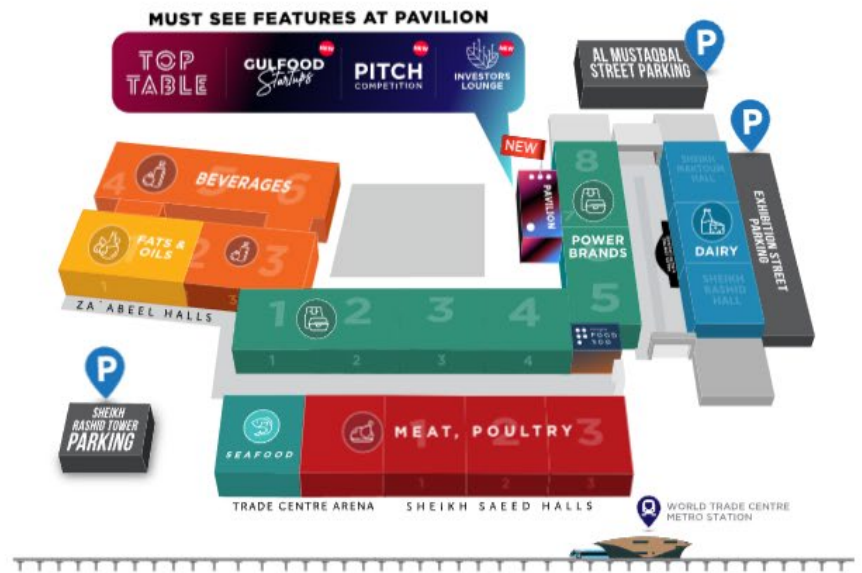 MUST SEE FEATURES AT PAVILION
TOP
TABLE
GULFOOD
Startups
NEW
PITCH
COMPETITION
NEW
INVESTORS
LOUNGE
NEW
AL MUSTAQBAL
STREET PARKING
P
P
NEW
PAVILION
8
7
POWER
BRANDS
5
SHEIKH
MAKTOUM
HALL
DAIRY
SHEIKH
RASHID
HALL
EXHIBITION STREET
PARKING
4 5 6
BEVERAGES
FATS &
OILS
1
2
3
3
ZA'ABEEL HALLS
1 2 3 4
1 2 3 4
FOOD
500
P
SHEIKH
RASHID TOWER
PARKING
SEAFOOD
MEAT, POULTRY
1 2 3
1 2 3
TRADE CENTRE ARENA
SHEIKH SAEED HALLS
WORLD TRADE CENTRE
METRO STATION